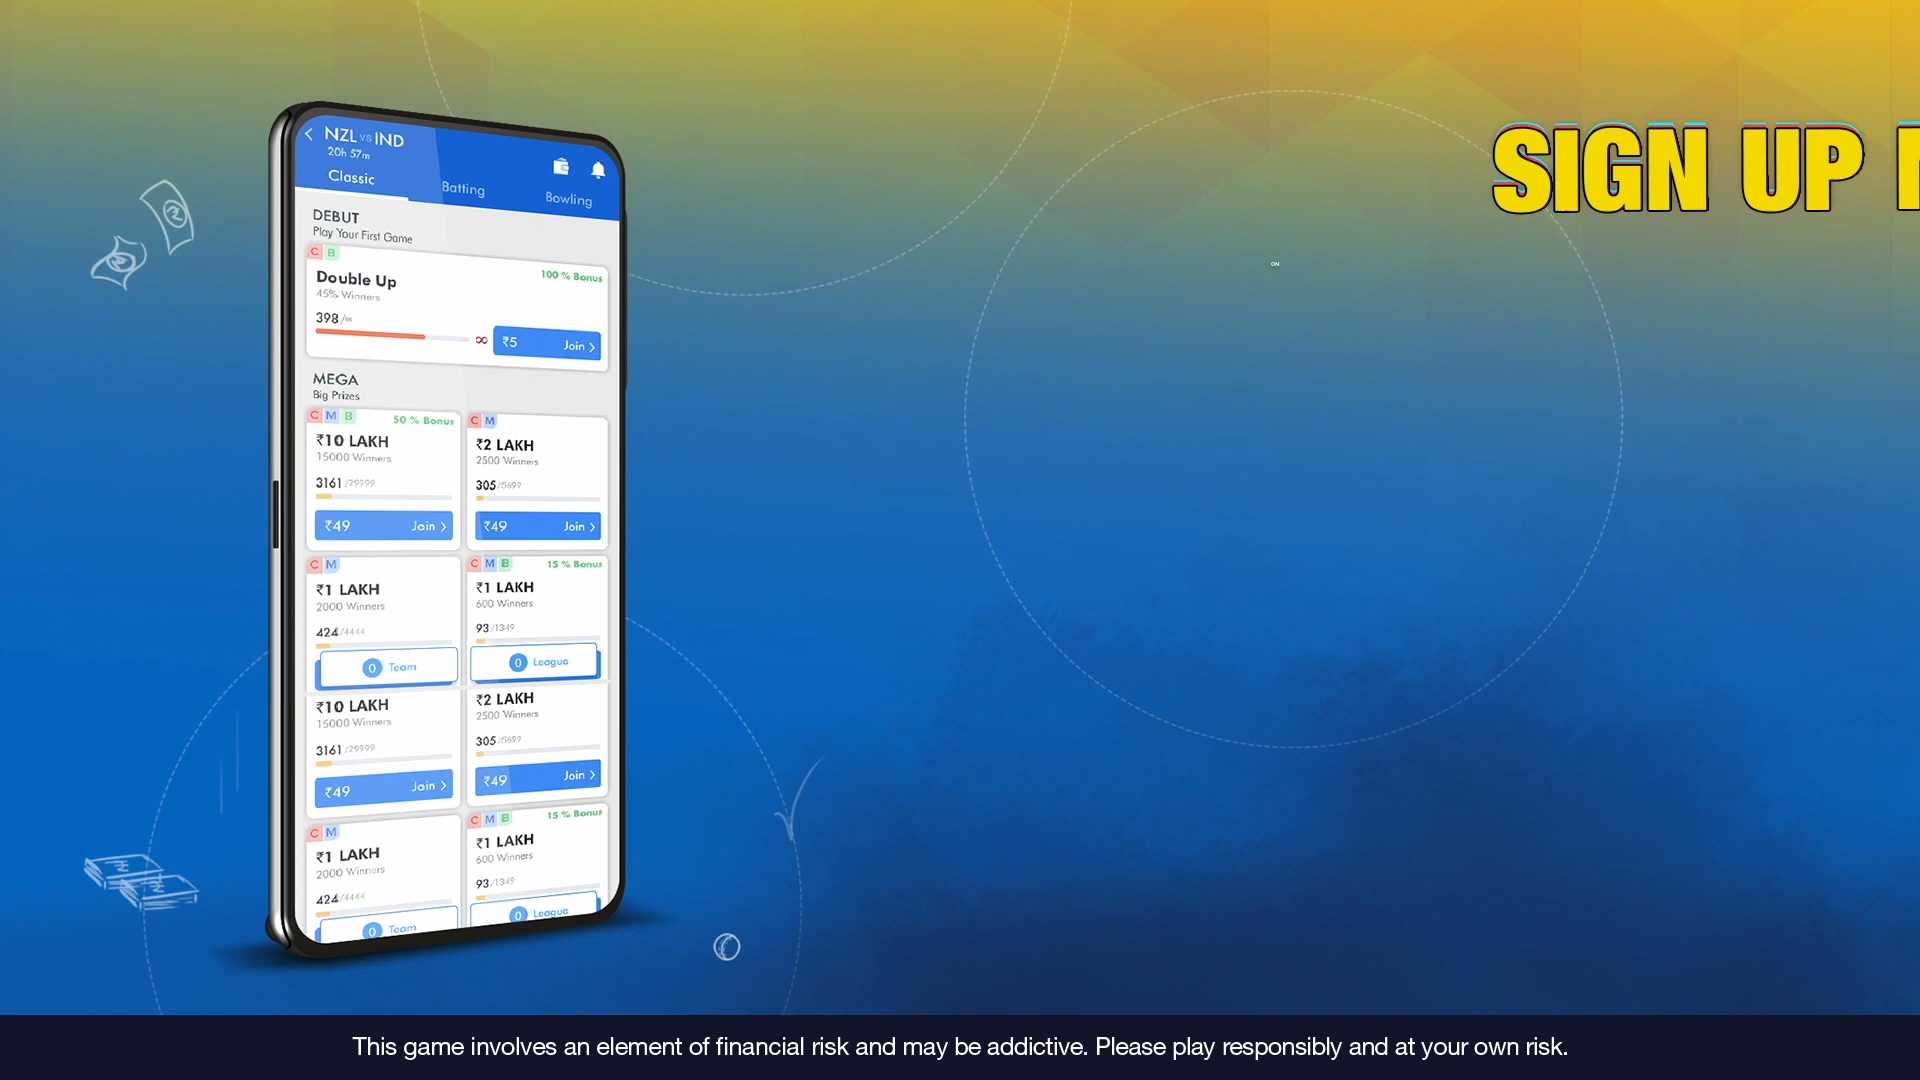 SIGN UP
ON
NZL vs IND
20h 57m
Classic Batting Bowling
DEBUT
Play Your First Game
C B
100 % Bonus
Double Up
45% Winners
398/∞
∞ ₹5 Join >
MEGA
Big Prizes
C M B 50 % Bonus C M
₹10 LAKH ₹2 LAKH
15000 Winners 2500 Winners
3161/29999 305/5699
₹49 Join > ₹49 Join >
C M C M B 15 % Bonus
₹1 LAKH ₹1 LAKH
2000 Winners 600 Winners
424/4444 93/1349
0 Team 0 League
₹10 LAKH ₹2 LAKH
15000 Winners 2500 Winners
3161/29999 305/5699
₹49 Join > ₹49 Join >
C M C M B 15 % Bonus
₹1 LAKH ₹1 LAKH
2000 Winners 600 Winners
424/4444 93/1349
0 Team 0 League
This game involves an element of financial risk and may be addictive. Please play responsibly and at your own risk.